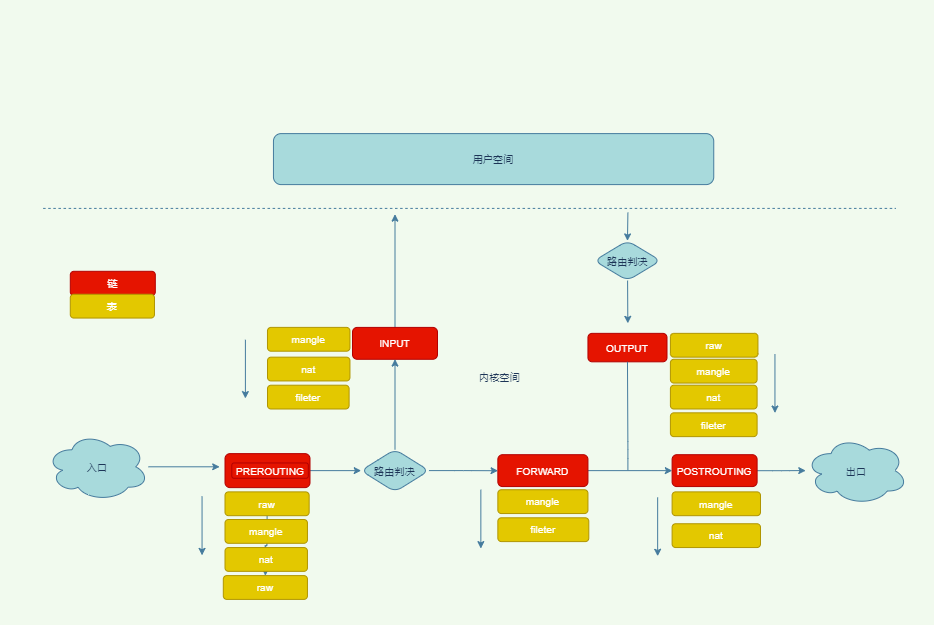 用户空间
路由判决
链
表
mangle
INPUT
nat
fileter
内核空间
OUTPUT
raw
mangle
nat
fileter
入口
PREROUTING
raw
mangle
nat
raw
路由判决
FORWARD
mangle
fileter
POSTROUTING
mangle
nat
出口